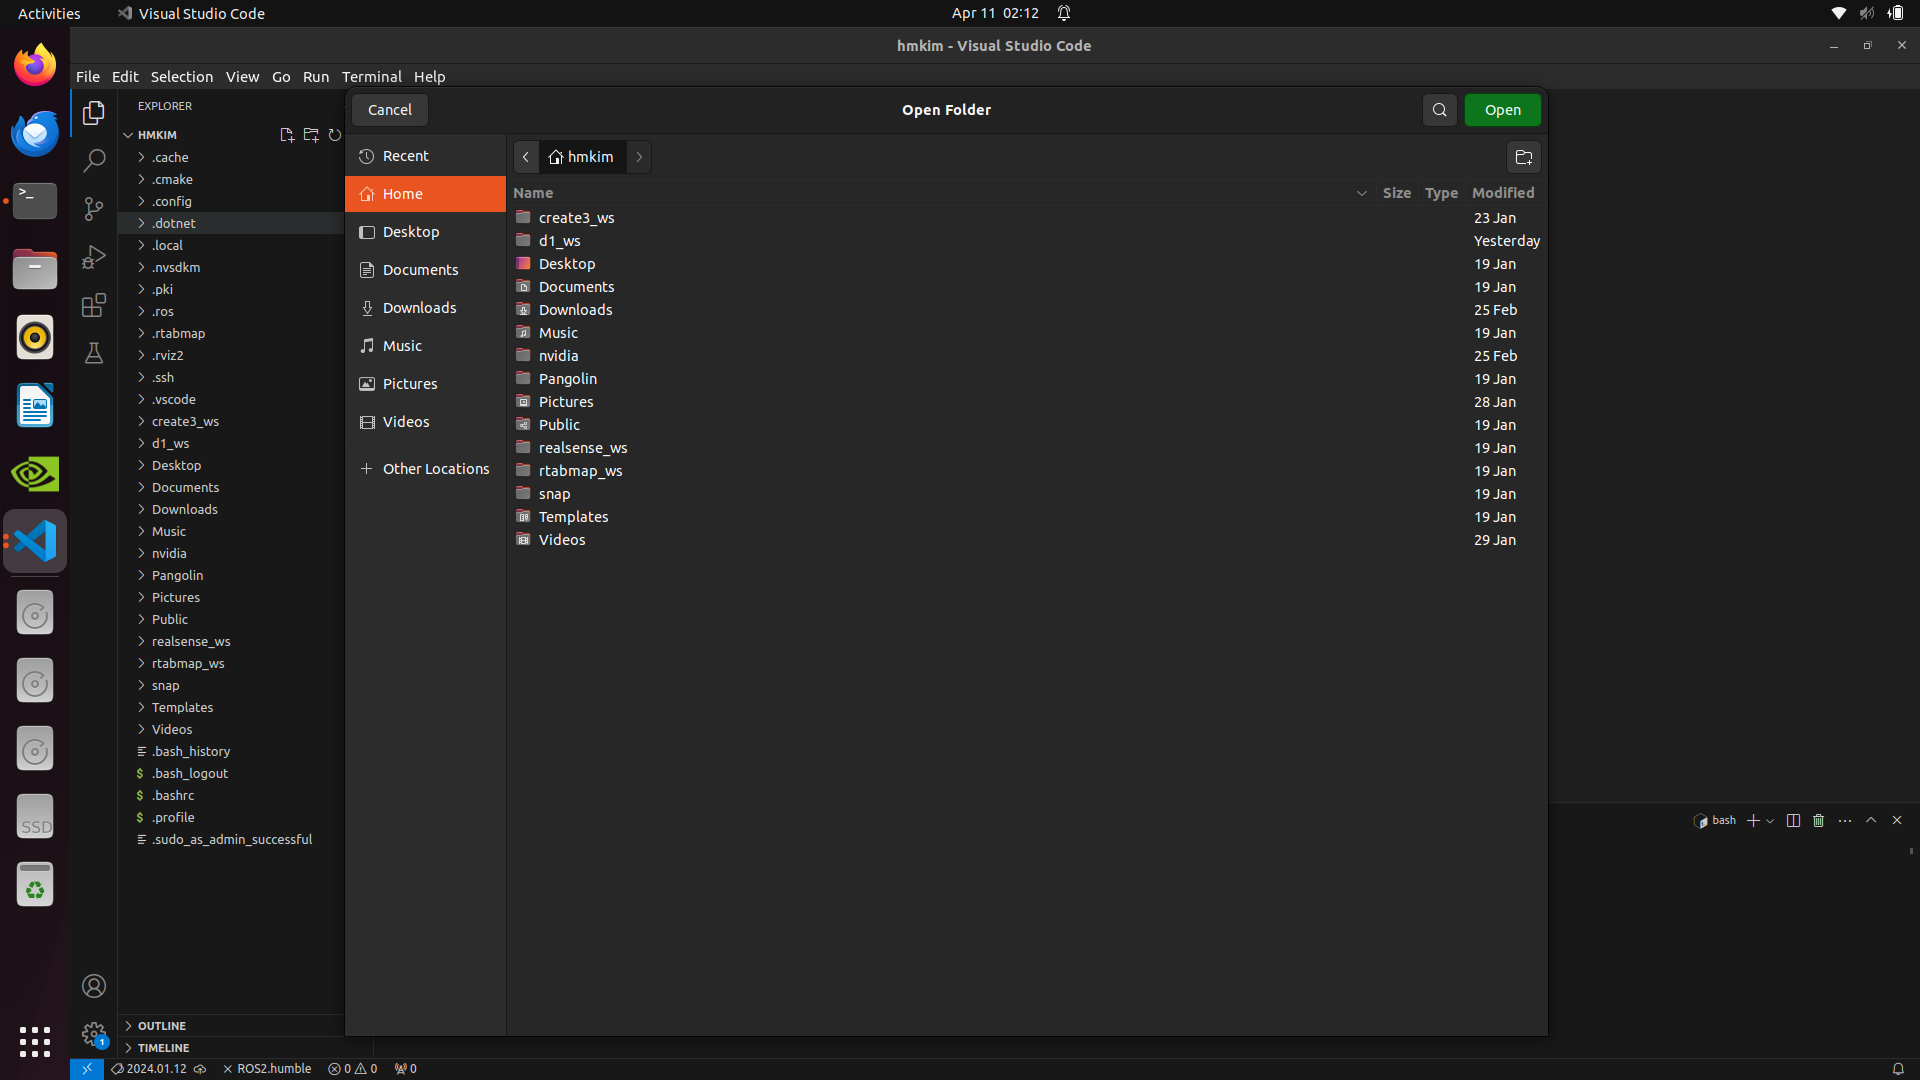 Activities
Visual Studio Code
Apr 11 02:12
hmkim - Visual Studio Code
File Edit Selection View Go Run Terminal Help
EXPLORER
HMKIM
.cache
.cmake
.config
.dotnet
.local
.nvsdkm
.pki
.ros
.rtabmap
.rviz2
.ssh
.vscode
create3_ws
d1_ws
Desktop
Documents
Downloads
Music
nvidia
Pangolin
Pictures
Public
realsense_ws
rtabmap_ws
snap
Templates
Videos
.bash_history
$ .bash_logout
$ .bashrc
$ .profile
.sudo_as_admin_successful
OUTLINE
TIMELINE
Cancel
Open Folder
Open
Recent
Home
Desktop
Documents
Downloads
Music
Pictures
Videos
Other Locations
hmkim
Name Size Type Modified
create3_ws 23 Jan
d1_ws Yesterday
Desktop 19 Jan
Documents 19 Jan
Downloads 25 Feb
Music 19 Jan
nvidia 25 Feb
Pangolin 19 Jan
Pictures 28 Jan
Public 19 Jan
realsense_ws 19 Jan
rtabmap_ws 19 Jan
snap 19 Jan
Templates 19 Jan
Videos 29 Jan
bash
SSD
1
2024.01.12
ROS2.humble
0 0
0